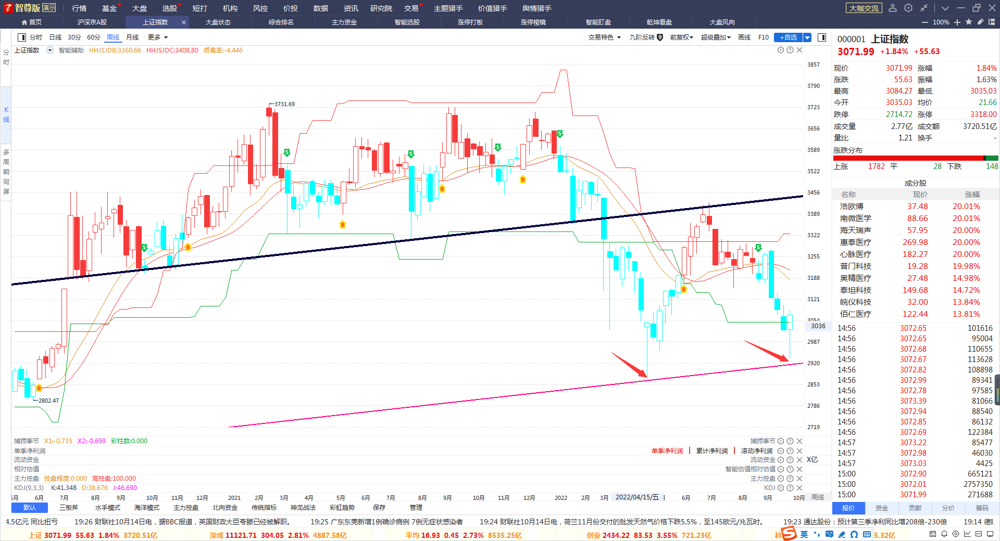 智尊版 演示 行情 基金 大盘 选股 短打 机构 风控 价投 数据 资讯 研究院 交易 主题猎手 价值猎手 舆情猎手 大咖交流
首页 沪深京A股 上证指数 大盘状态 综合排名 主力资金 智能选股 涨停打板 涨停棱镜 智能盯盘 乾坤看盘 大盘风向 100%
分时 日线 30分 60分 周线 月线 更多 交易特色 九阶反转 9 前复权 超级叠加 画线 F10 +自选
上证指数 智能辅助 HHJSJDB:3360.66 HHJSJDC:3408.80 乖离率:-4.446
分时
K线
多周期同屏
3857
3790
3723
3656
3589
3522
3456
3389
3322
3255
3188
3121
3054
3036
2987
2920
2853
2786
2719
←3731.69
←2802.47
S
S
S
S
S
S
B
B
B
B
B
B
捕捞季节 X1:-0.735 X2:-0.699 彩柱数:0.000 捕捞季节
单季净利润 单季净利润 累计净利润 滚动净利润
流动资金 流动资金 X亿
相对估值 智能估值相对估值
主力控盘 控盘程度:0.000 高控盘:100.000 主力控盘
KDJ(9,3,3) K:41.348 D:38.676 J:46.690 KDJ
5月 6月 7月 8月 9月 10月 11月 12月 2021 2月 3月 4月 5月 6月 7月 8月 9月 10月 11月 12月 2022 2月 3月 2022/04/15/五 6月 7月 8月 9月 10月 周线
默认 三板斧 水手模式 海洋模式 主力控盘 北向资金 传统指标 神龙战法 彩虹趋势 保存 管理
000001 上证指数
3071.99 +1.84% +55.63
现价 3071.99 涨幅 1.84%
涨跌 55.63 振幅 1.63%
最高 3084.27 最低 3035.03
今开 3035.03 均价 21.66
跌停 2714.72 涨停 3318.00
成交量 2.77亿 成交额 3720.51亿
量比 1.21 换手 -
涨跌分布
上涨 1782 平 28 下跌 148
成分股
名称 现价 涨幅
浩欧博 37.48 20.01%
南微医学 88.66 20.01%
海天瑞声 57.95 20.00%
惠泰医疗 269.98 20.00%
心脉医疗 182.27 20.00%
普门科技 19.28 19.98%
奥精医疗 27.48 14.98%
泰坦科技 149.68 14.72%
皖仪科技 32.00 13.84%
佰仁医疗 122.44 13.81%
14:56 3072.65 101616
14:56 3072.65 95004
14:56 3072.68 110655
14:56 3072.67 113628
14:56 3072.82 108898
14:56 3072.99 89341
14:56 3072.78 97585
14:56 3073.39 81066
14:56 3072.94 88540
14:56 3072.85 86132
14:56 3072.69 122384
14:57 3073.22 85477
14:57 3072.98 46030
14:57 3073.03 4425
15:00 3072.90 665121
15:00 3072.01 2757350
15:00 3071.99 271688
报价 资金 贡献 分价 筹码
4.5亿元 同比扭亏 19:26 财联社10月14日电，据BBC报道，英国财政大臣夸滕已经被解职。 19:25 广东东莞新增1例确诊病例 7例无症状感染者 19:24 财联社10月14日电，荷兰11月份交付的批发天然气价格下跌5.5%，至145欧元/兆瓦时。 19:23 通达股份：预计第三季净利同比增208倍-230倍 19:14
上证 3071.99 55.63 1.84% 3720.51亿 深成 11121.71 304.05 2.81% 4887.58亿 平均 16.93 0.45 2.73% 8535.25亿 创业 2434.22 83.53 3.55% 721.23亿 科 S 英 5.32亿